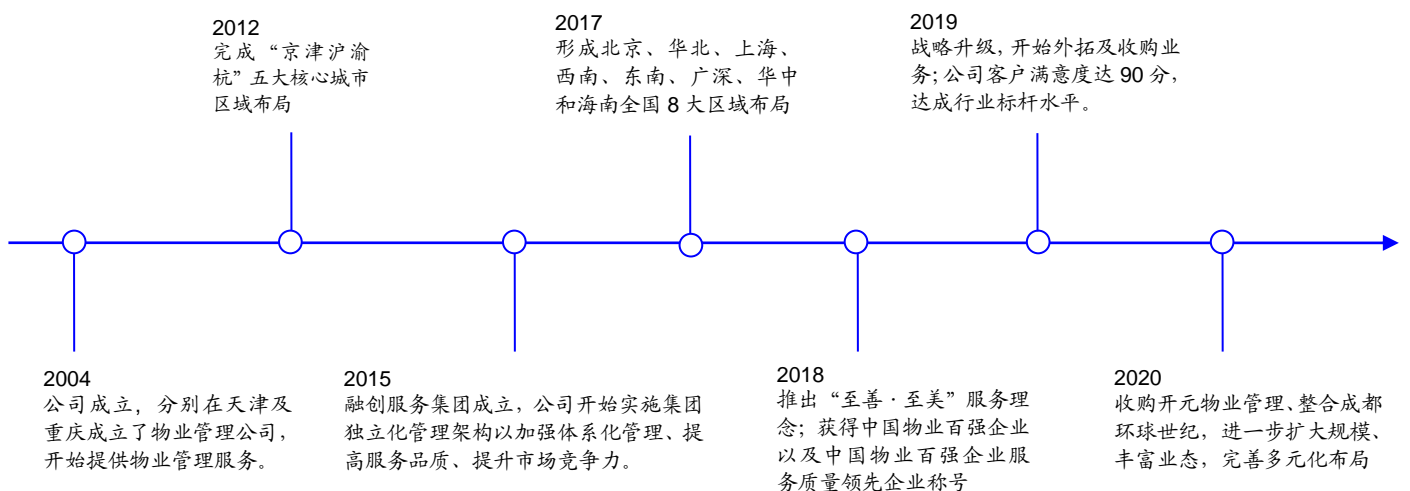 2012
完成“京津沪渝
杭”五大核心城市
区域布局
2017
形成北京、华北、上海、
西南、东南、广深、华中
和海南全国 8 大区域布局
2019
战略升级，开始外拓及收购业
务；公司客户满意度达 90 分，
达成行业标杆水平。
2004
公司成立，分别在天津及
重庆成立了物业管理公司，
开始提供物业管理服务。
2015
融创服务集团成立，公司开始实施集团
独立化管理架构以加强体系化管理、提
高服务品质、提升市场竞争力。
2018
推出“至善·至美”服务理
念；获得中国物业百强企业
以及中国物业百强企业服
务质量领先企业称号
2020
收购开元物业管理、整合成都
环球世纪，进一步扩大规模、
丰富业态，完善多元化布局